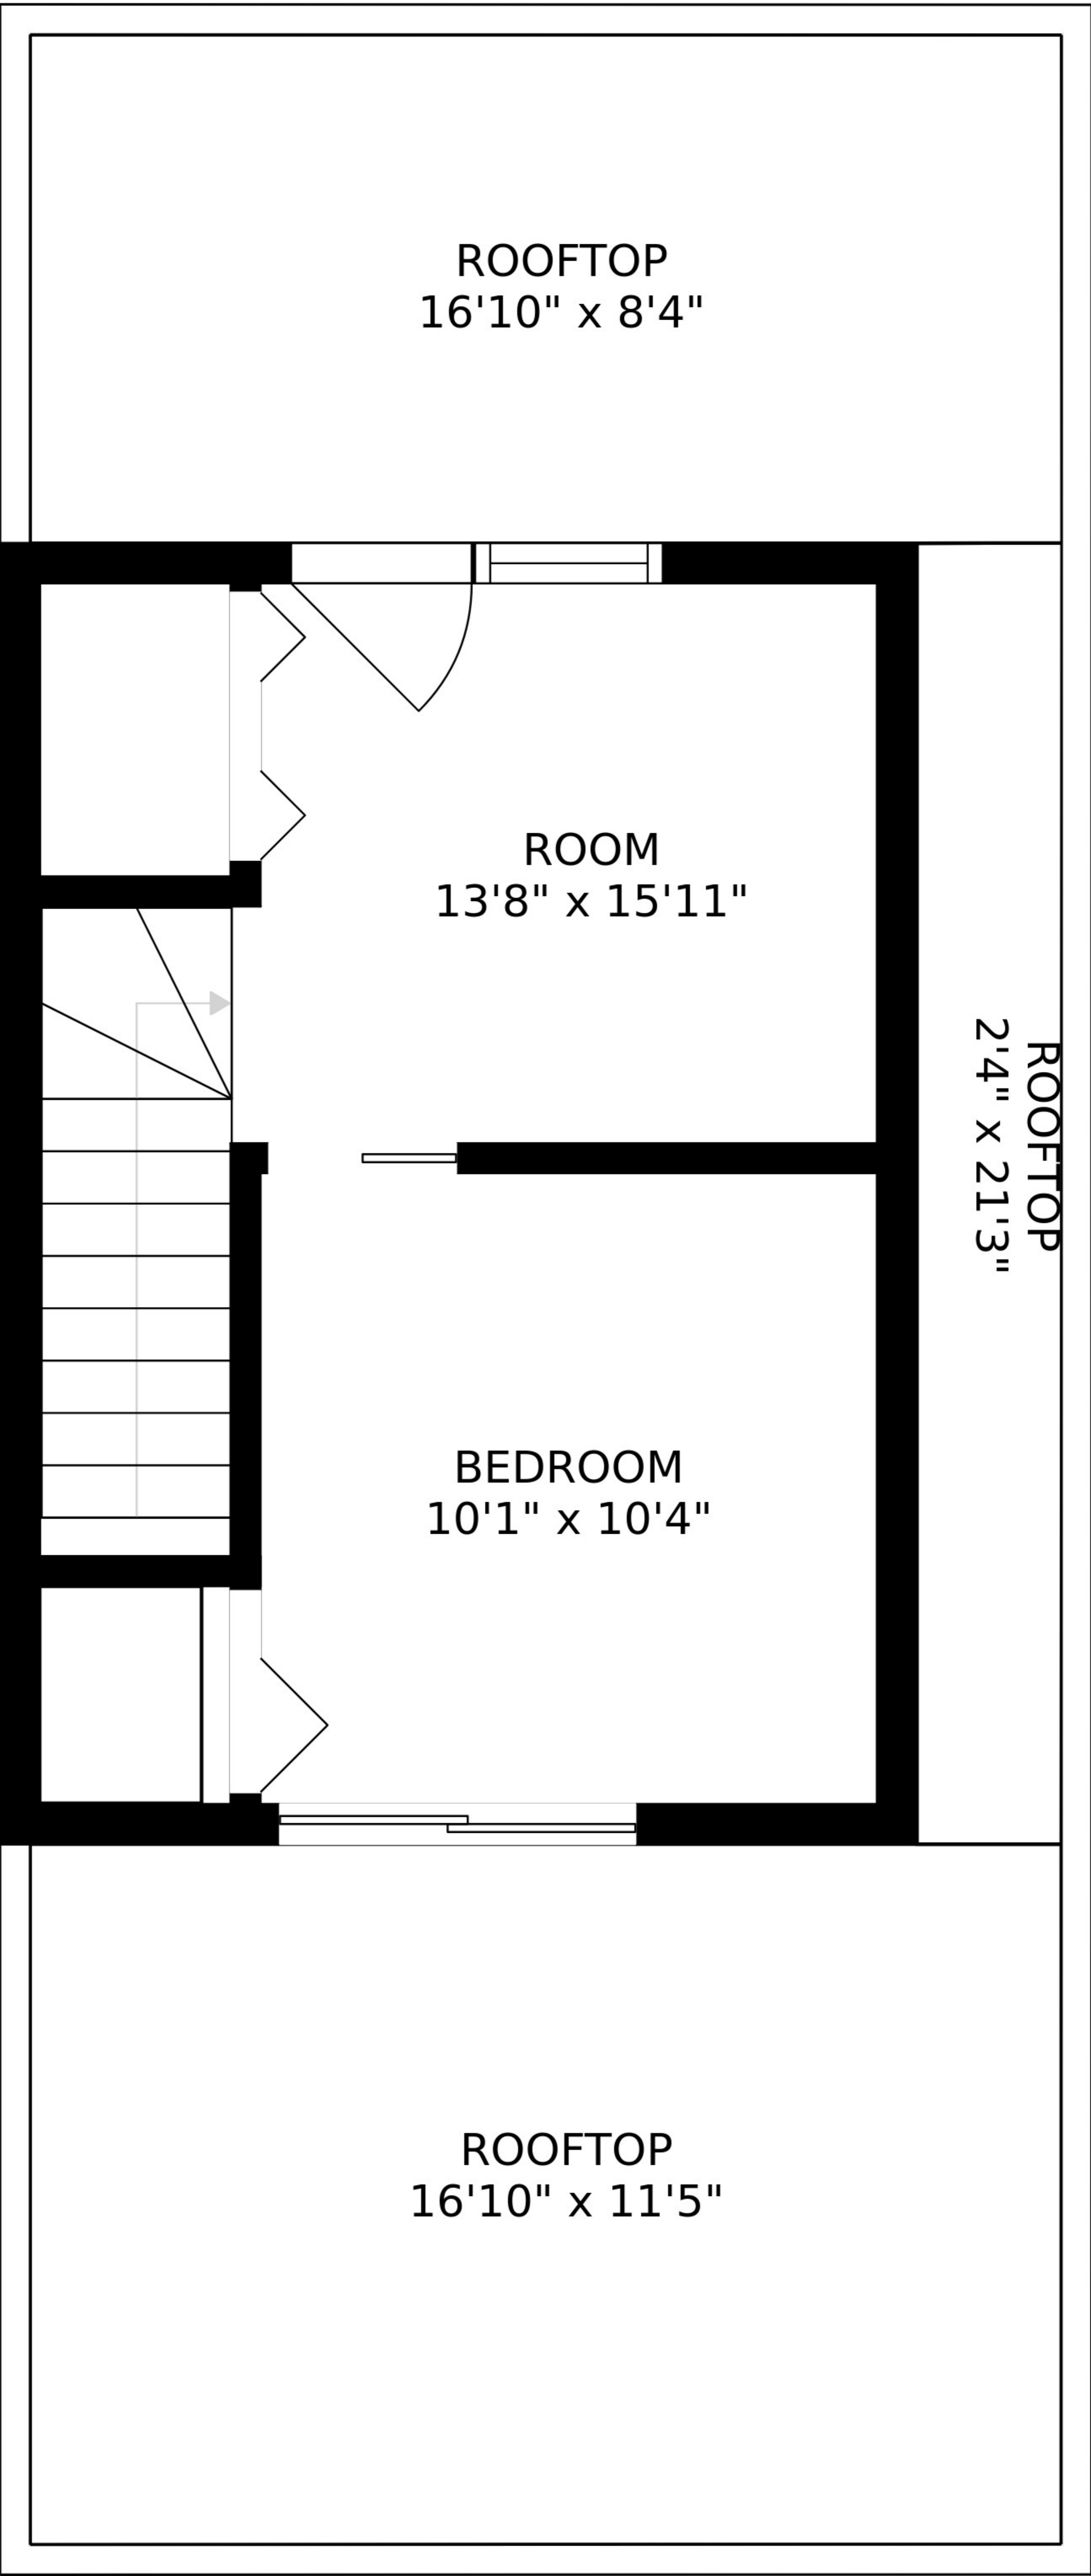 ROOFTOP
16'10" x 8'4"
ROOM
13'8" x 15'11"
ROOFTOP
2'4" x 21'3"
BEDROOM
10'1" x 10'4"
ROOFTOP
16'10" x 11'5"